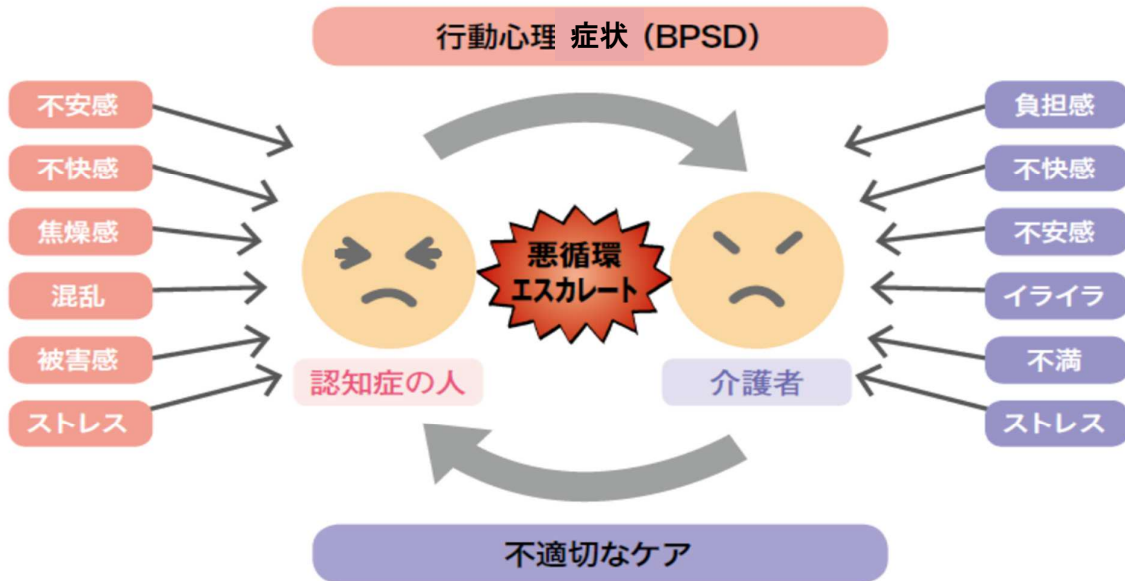 行動心理症状（BPSD）
不安感
不快感
焦燥感
混乱
被害感
ストレス
悪循環
エスカレート
認知症の人
介護者
負担感
不快感
不安感
イライラ
不満
ストレス
不適切なケア